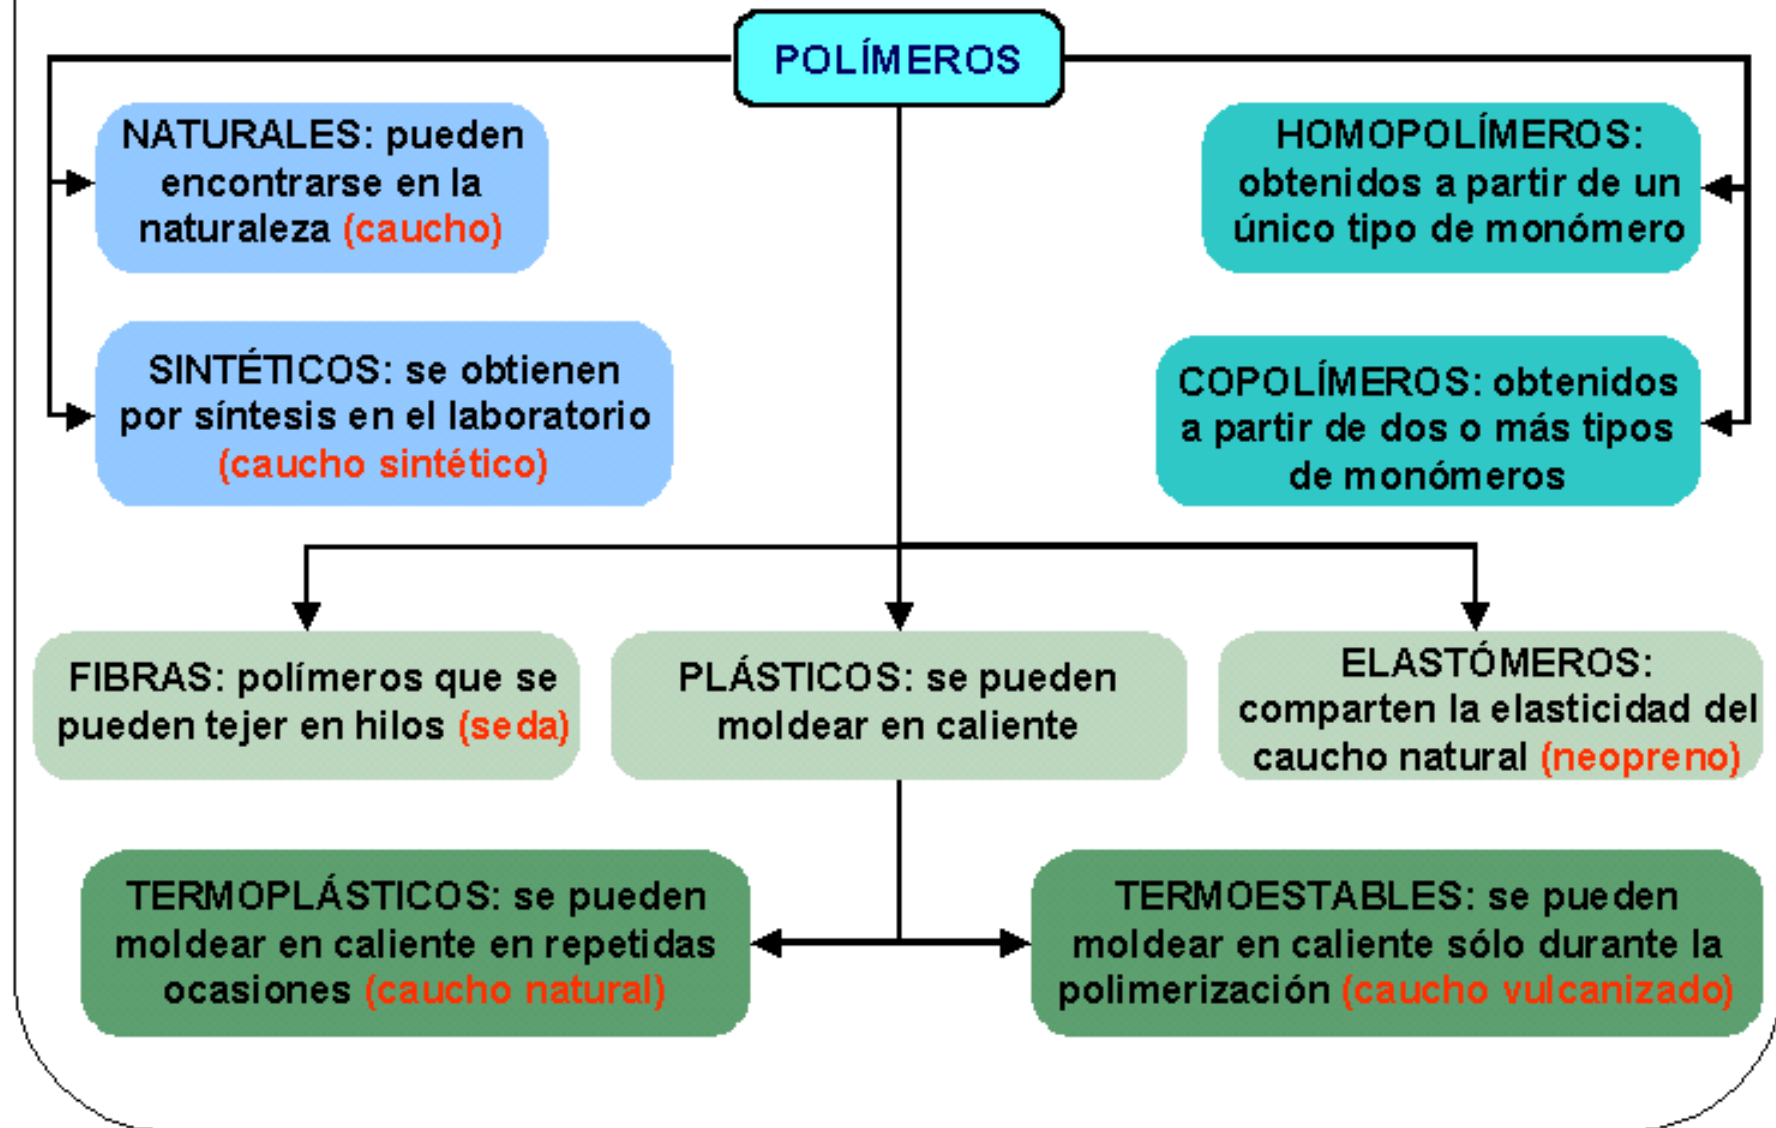 POLÍMEROS
NATURALES: pueden
encontrarse en la
naturaleza (caucho)
SINTÉTICOS: se obtienen
por síntesis en el laboratorio
(caucho sintético)
HOMOPOLÍMEROS:
obtenidos a partir de un
único tipo de monómero
COPOLÍMEROS: obtenidos
a partir de dos o más tipos
de monómeros
FIBRAS: polímeros que se
pueden tejer en hilos (seda)
PLÁSTICOS: se pueden
moldear en caliente
ELASTÓMEROS:
comparten la elasticidad del
caucho natural (neopreno)
TERMOPLÁSTICOS: se pueden
moldear en caliente en repetidas
ocasiones (caucho natural)
TERMOESTABLES: se pueden
moldear en caliente sólo durante la
polimerización (caucho vulcanizado)